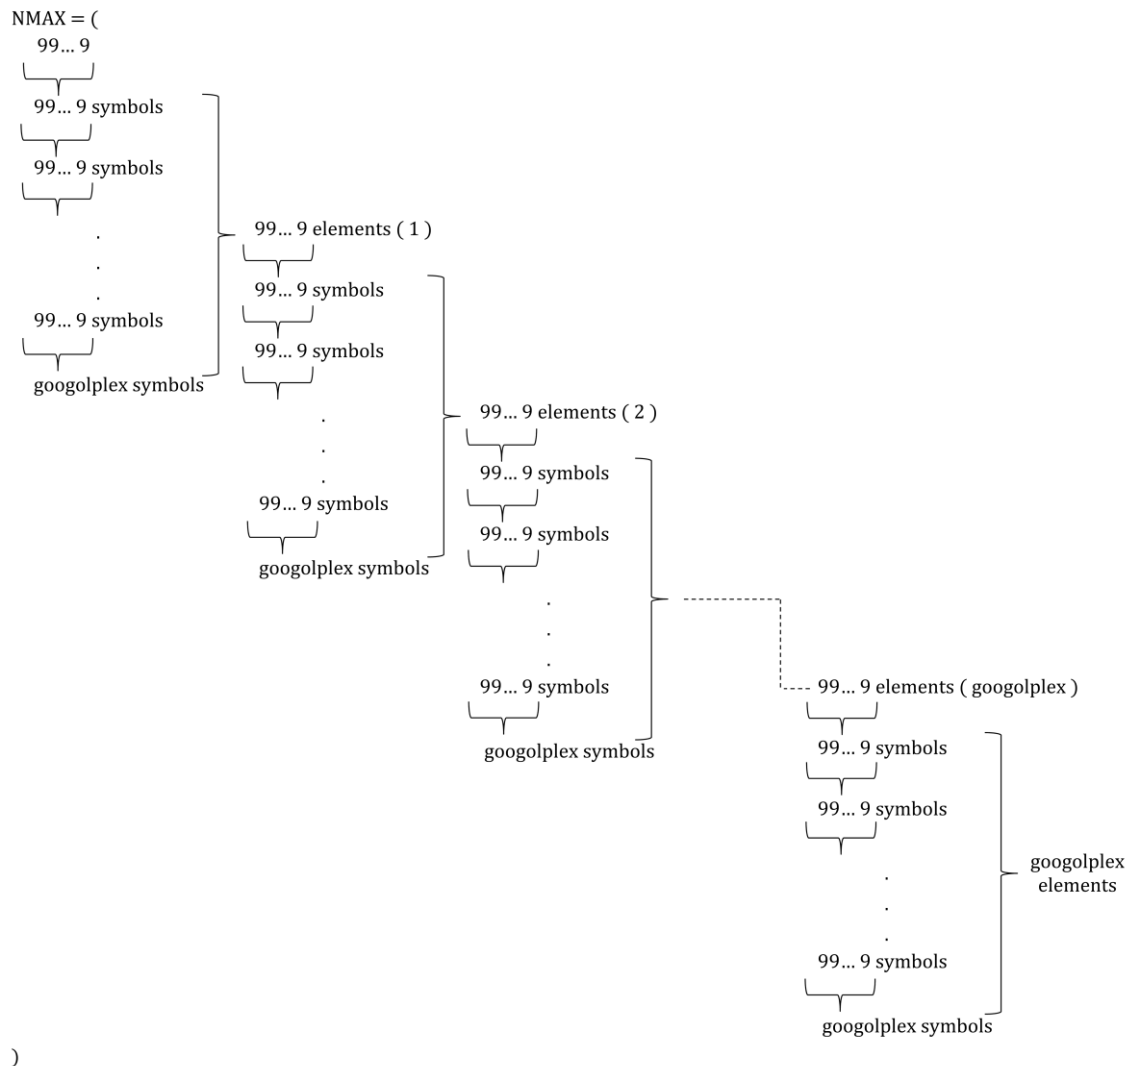 NMAX = (
99... 9
99... 9 symbols
99... 9 symbols
.
.
.
99... 9 symbols
googolplex symbols
99... 9 elements ( 1 )
99... 9 symbols
99... 9 symbols
.
.
.
99... 9 symbols
googolplex symbols
99... 9 elements ( 2 )
99... 9 symbols
99... 9 symbols
.
.
.
99... 9 symbols
googolplex symbols
99... 9 elements ( googolplex )
99... 9 symbols
99... 9 symbols
.
.
.
99... 9 symbols
googolplex symbols
googolplex
elements
)